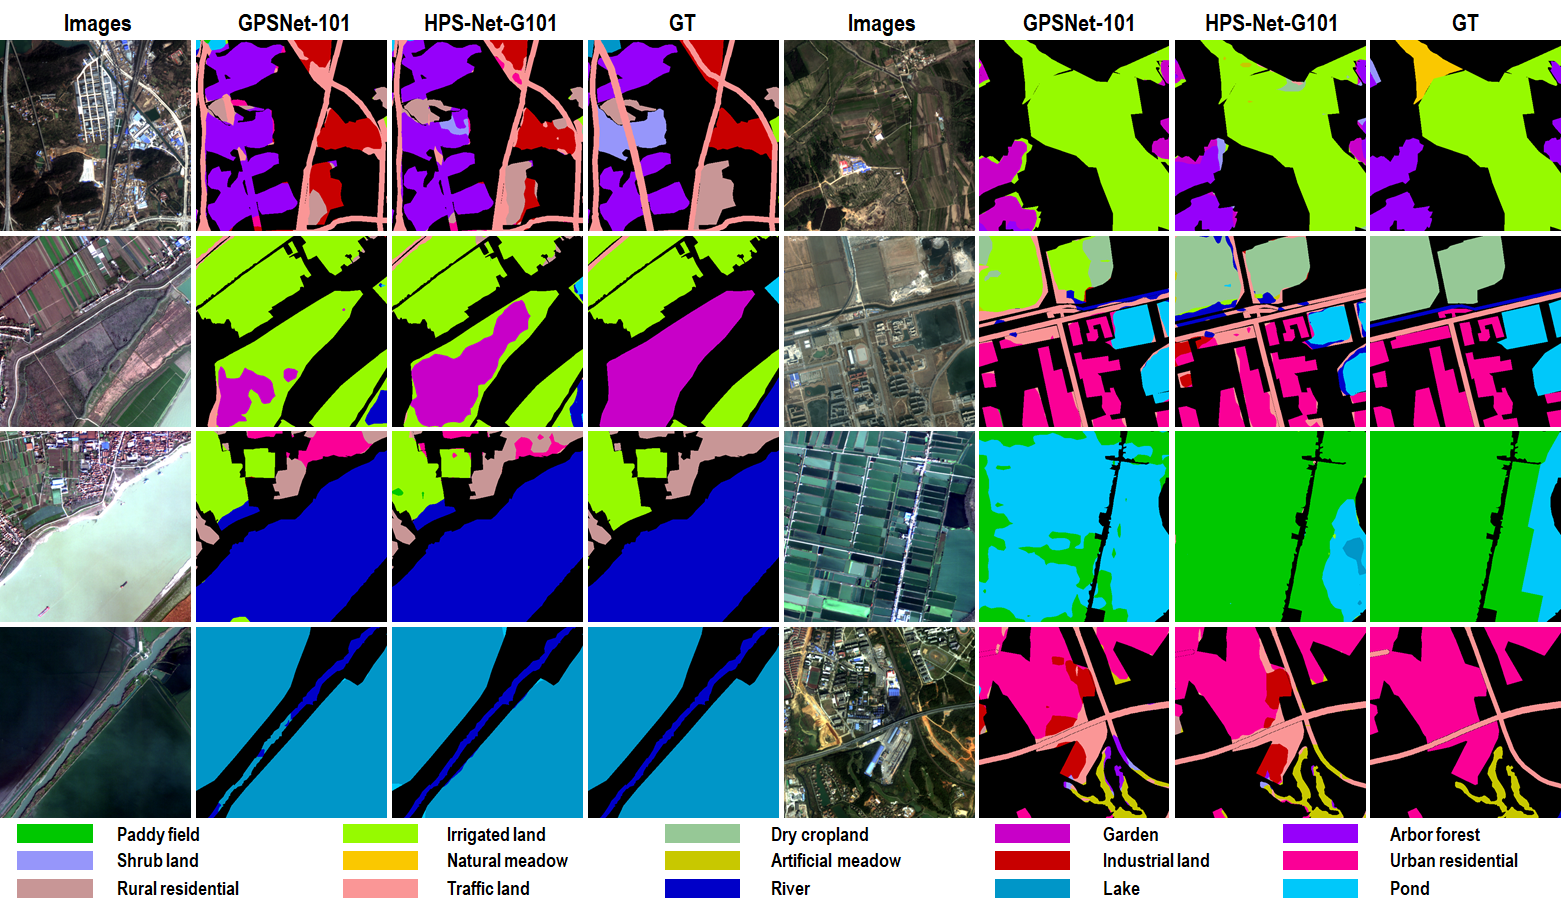 Images GPSNet-101 HPS-Net-G101 GT Images GPSNet-101 HPS-Net-G101 GT
Paddy field Irrigated land Dry cropland Garden Arbor forest
Shrub land Natural meadow Artificial meadow Industrial land Urban residential
Rural residential Traffic land River Lake Pond